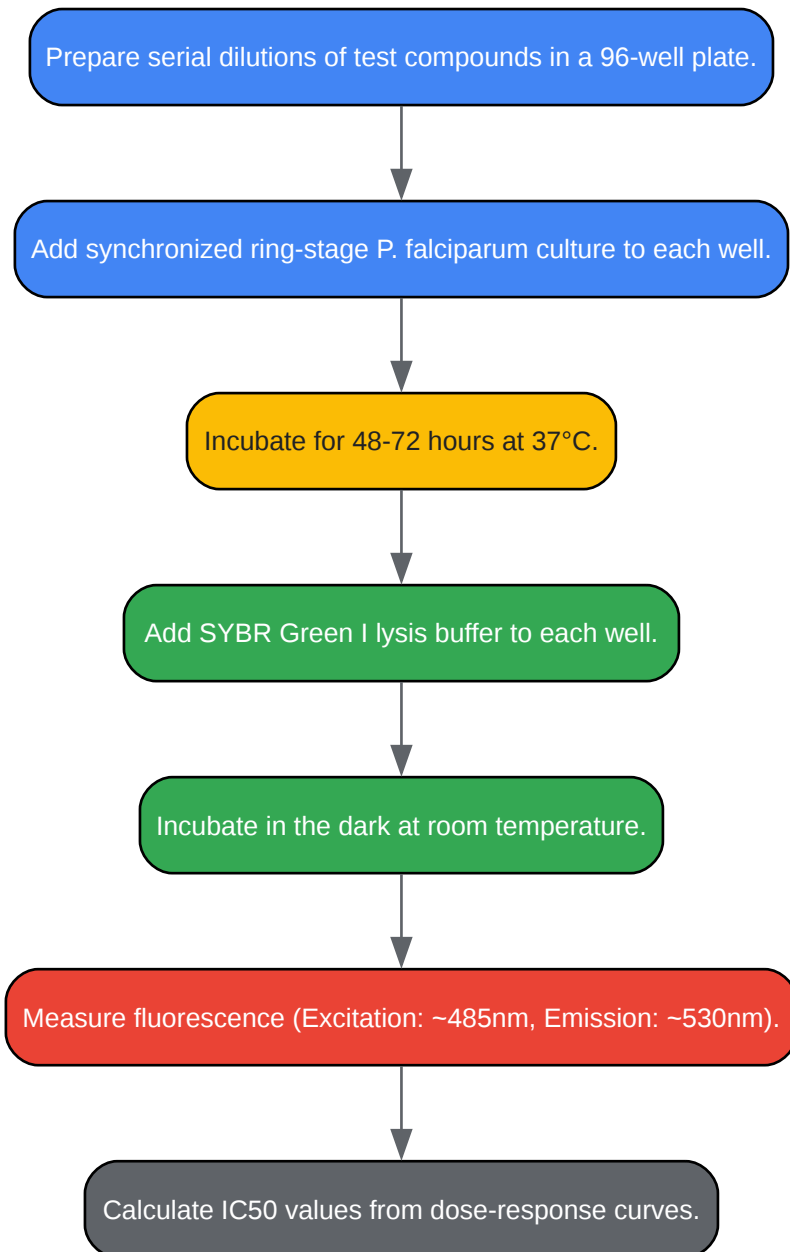 Prepare serial dilutions of test compounds in a 96-well plate.
Add synchronized ring-stage P. falciparum culture to each well.
Incubate for 48-72 hours at 37°C.
Add SYBR Green I lysis buffer to each well.
Incubate in the dark at room temperature.
Measure fluorescence (Excitation: ~485nm, Emission: ~530nm).
Calculate IC50 values from dose-response curves.